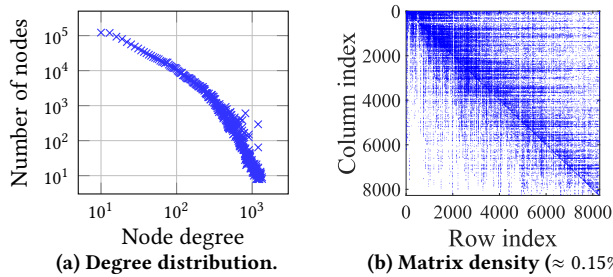 Number of nodes
10^5
10^4
10^3
10^2
10^1
10^1 10^2 10^3
Node degree
(a) Degree distribution.
Column index
0
2000
4000
6000
8000
0 2000 4000 6000 8000
Row index
(b) Matrix density (≈ 0.15%